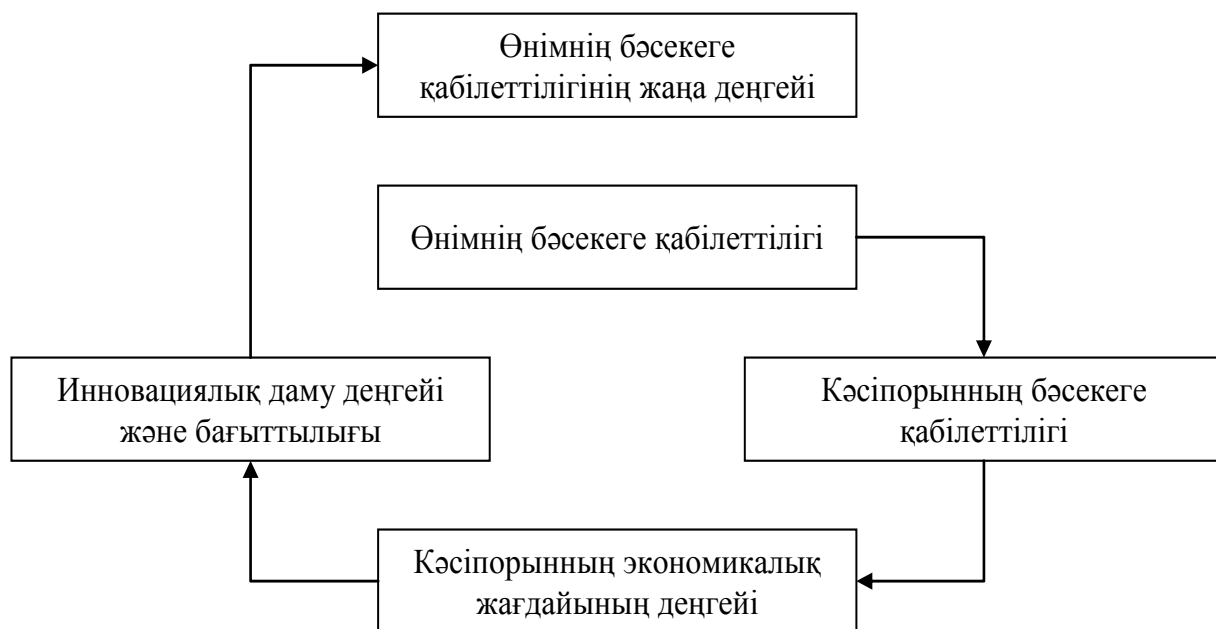 Өнімнің бәсекеге
қабілеттілігінің жаңа деңгейі
Өнімнің бәсекеге қабілеттілігі
Инновациялық даму деңгейі
және бағыттылығы
Кәсіпорынның бәсекеге
қабілеттілігі
Кәсіпорынның экономикалық
жағдайының деңгейі